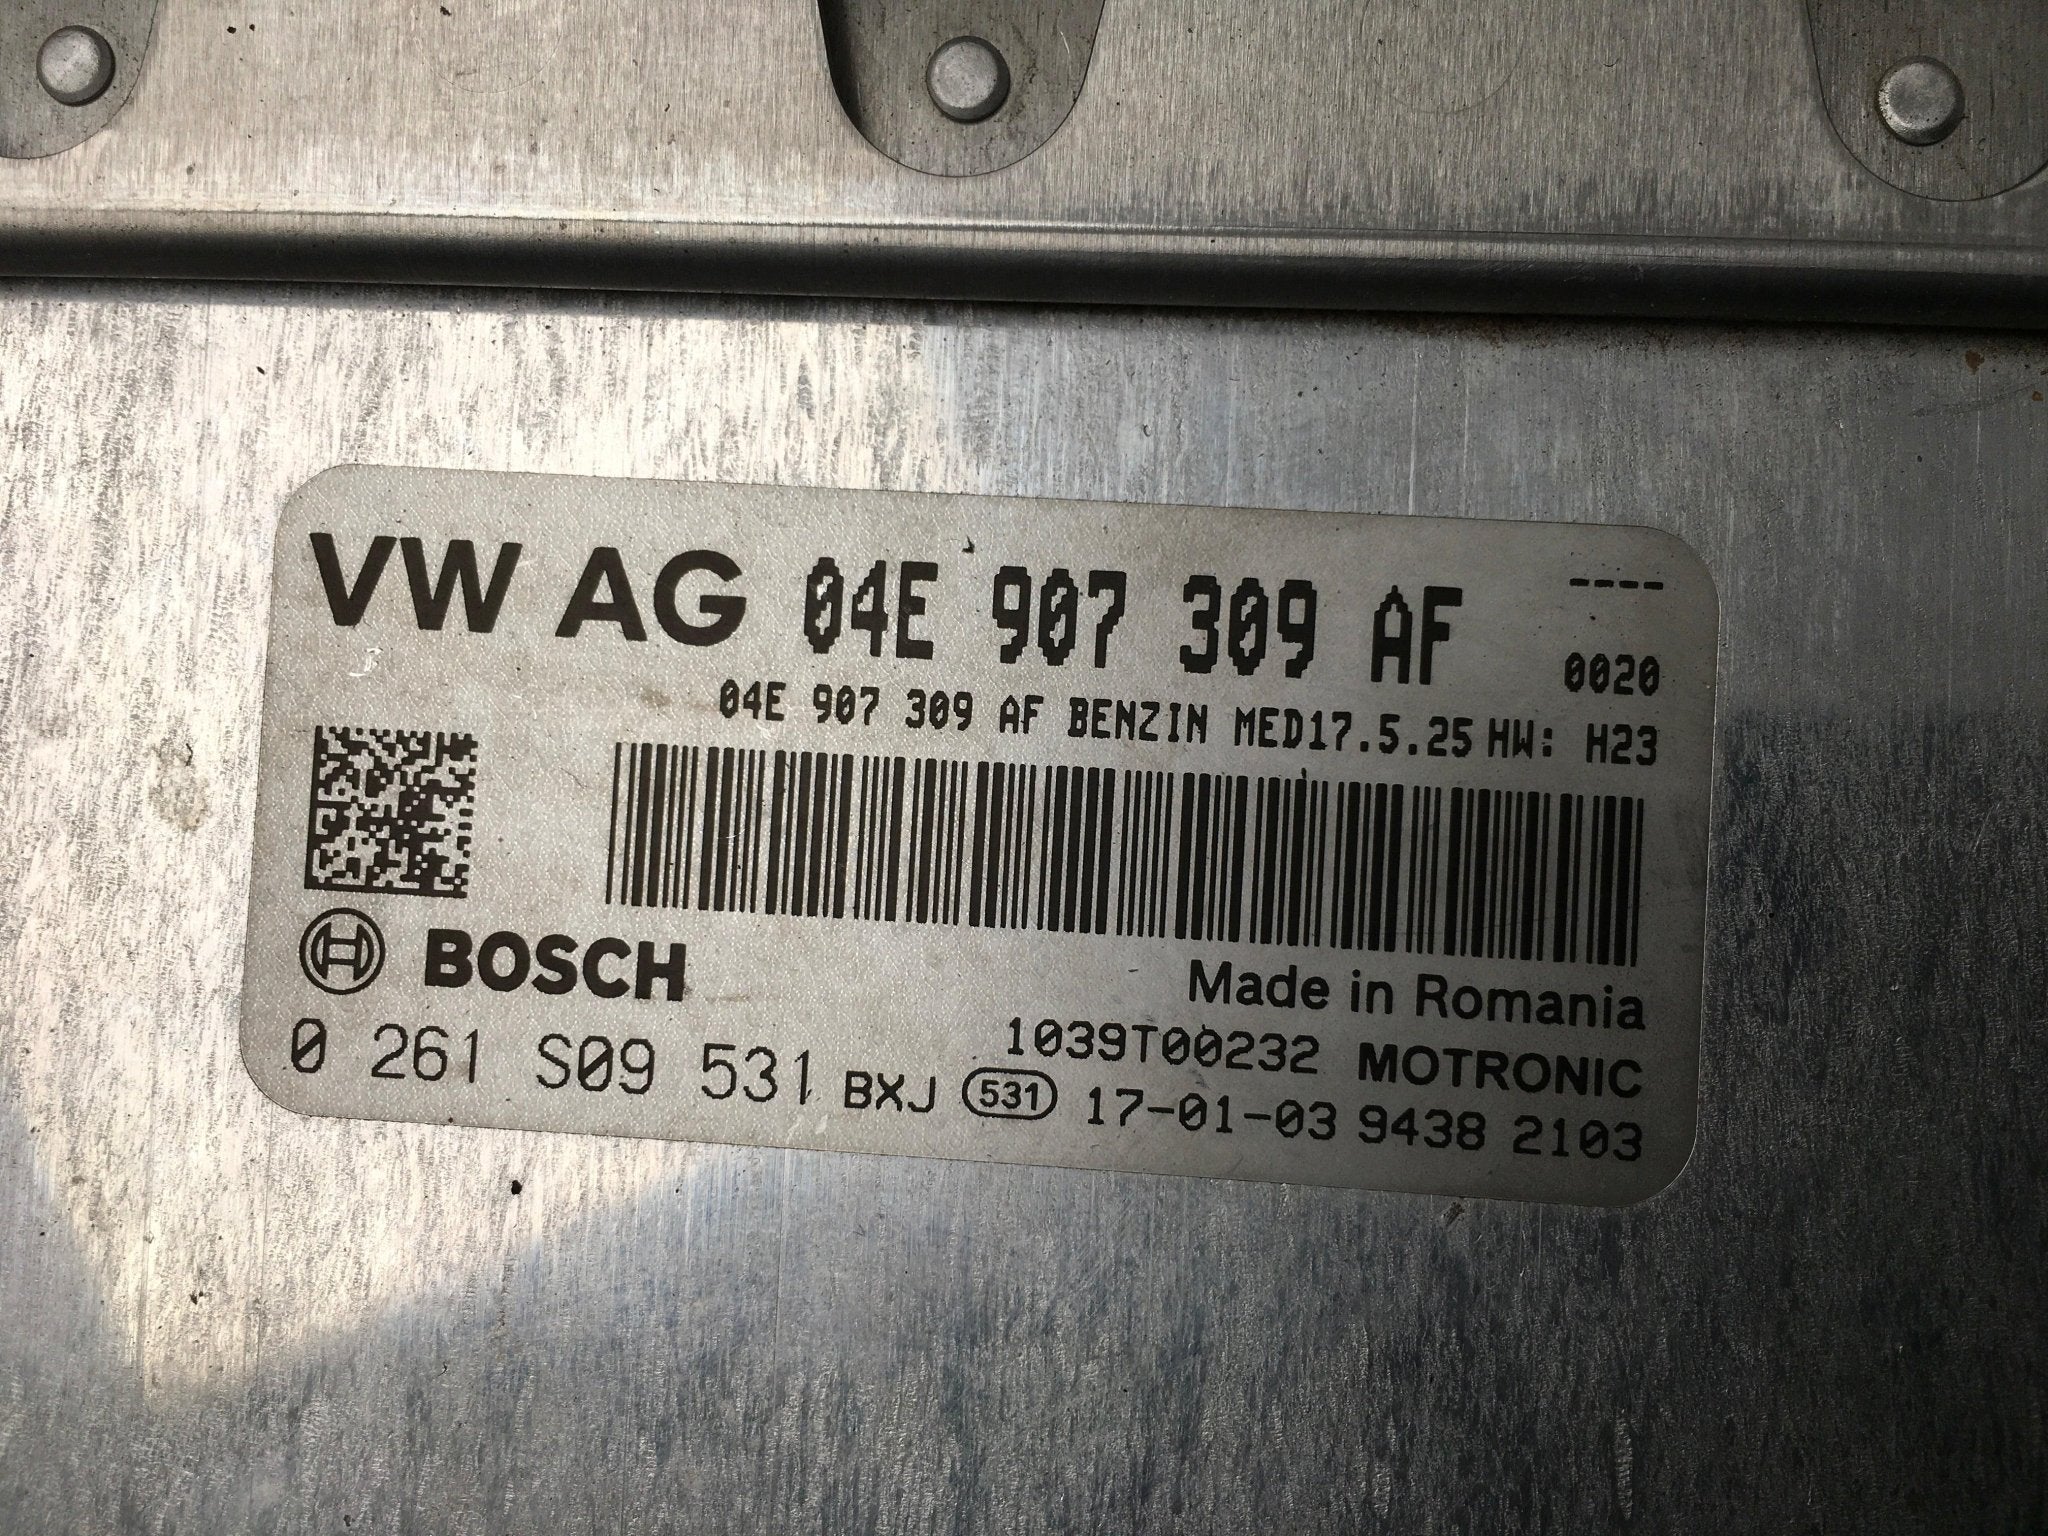 VW AG 04E 907 309 AF ----
0020
04E 907 309 AF BENZIN MED17.5.25 HW: H23
BOSCH
Made in Romania
1039T00232 MOTRONIC
0 261 S09 531 BXJ 531 17-01-03 9438 2103